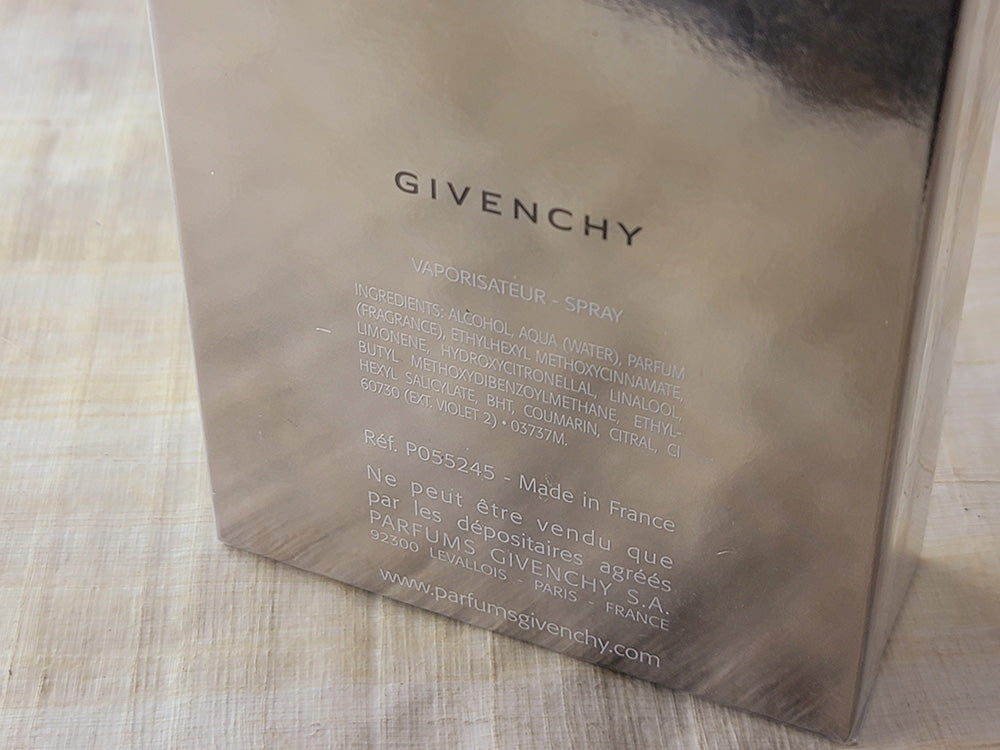 GIVENCHY
VAPORISATEUR - SPRAY
INGREDIENTS: ALCOHOL, AQUA (WATER), PARFUM
(FRAGRANCE), ETHYLHEXYL METHOXYCINNAMATE,
LIMONENE, HYDROXYCITRONELLAL, LINALOOL,
BUTYL METHOXYDIBENZOYLMETHANE, ETHYL-
HEXYL SALICYLATE, BHT, COUMARIN, CITRAL, CI
60730 (EXT. VIOLET 2) • 03737M.
Réf. P055245 - Made in France
Ne peut être vendu que
par les dépositaires agréés
PARFUMS GIVENCHY S.A.
92300 LEVALLOIS - PARIS - FRANCE
www.parfumsgivenchy.com